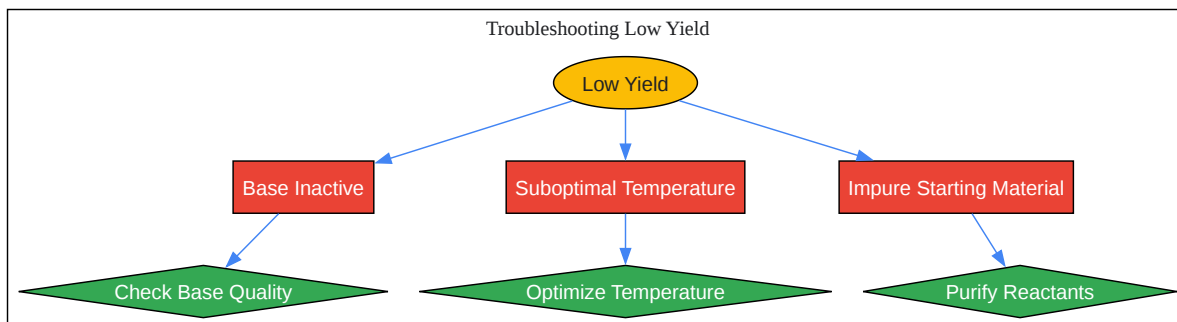 Troubleshooting Low Yield
Low Yield
Base Inactive
Suboptimal Temperature
Impure Starting Material
Check Base Quality
Optimize Temperature
Purify Reactants